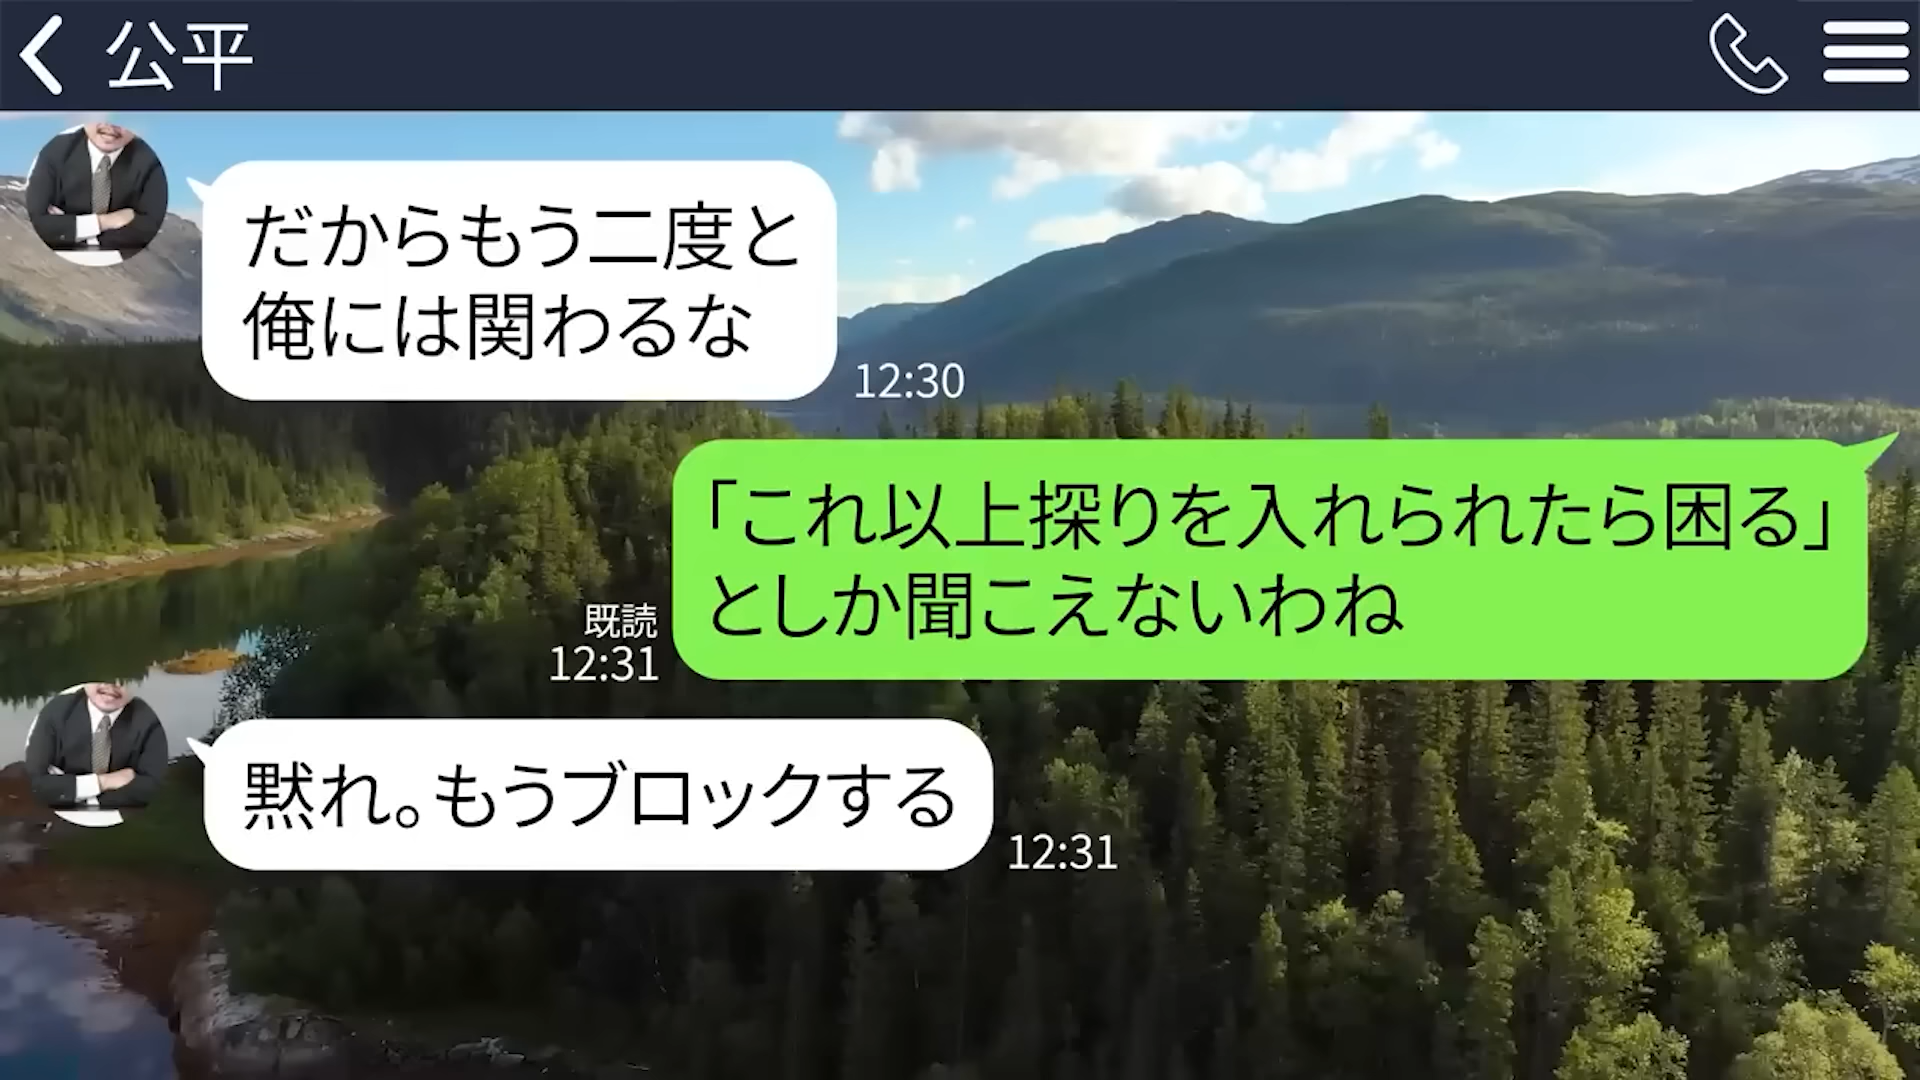 公平
だからもう二度と
俺には関わるな
12:30
「これ以上探りを入れられたら困る」
としか聞こえないわね
既読
12:31
黙れ。もうブロックする
12:31